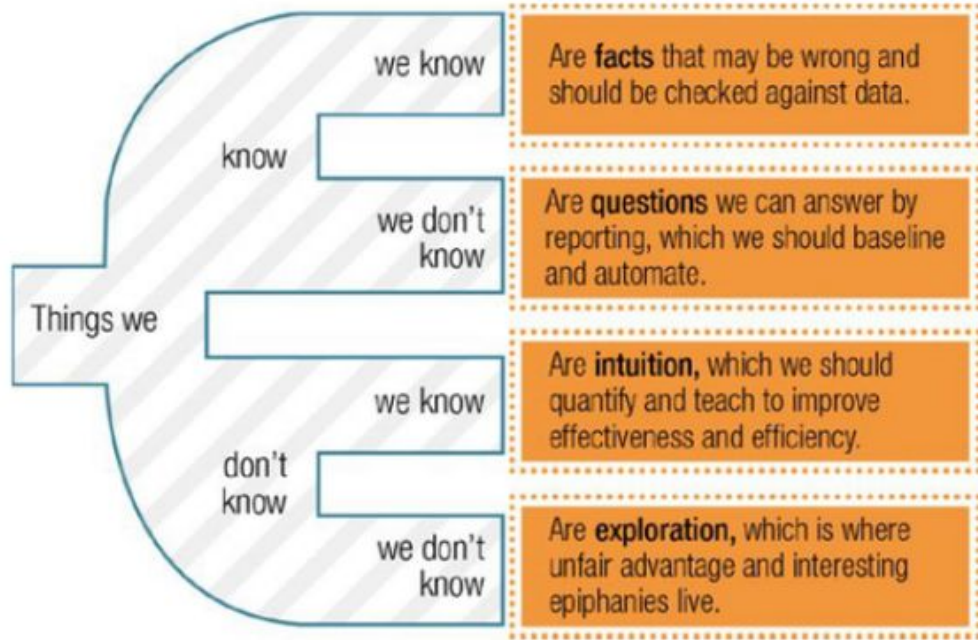 Things we
know
we know
Are facts that may be wrong and
should be checked against data.
we don't
know
Are questions we can answer by
reporting, which we should baseline
and automate.
don't
know
we know
Are intuition, which we should
quantify and teach to improve
effectiveness and efficiency.
we don't
know
Are exploration, which is where
unfair advantage and interesting
epiphanies live.